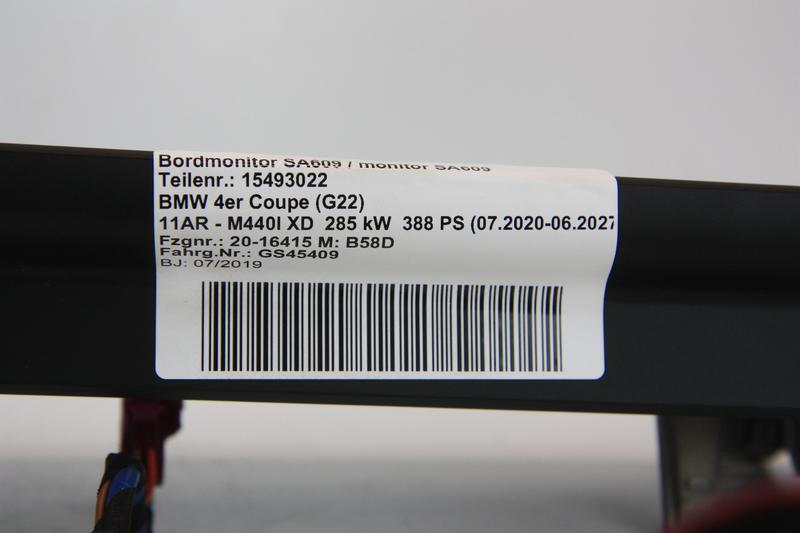 Bordmonitor SA609 / monitor SA609
Teilenr.: 15493022
BMW 4er Coupe (G22)
11AR - M440I XD 285 kW 388 PS (07.2020-06.2027
Fzgnr.: 20-16415 M: B58D
Fahrg.Nr.: GS45409
BJ: 07/2019